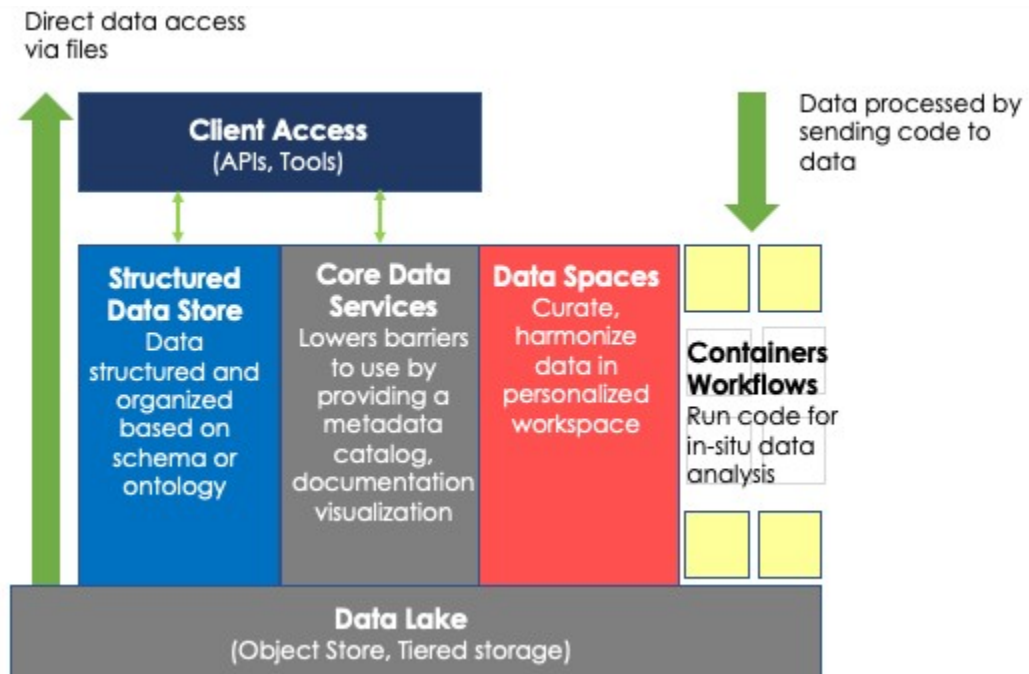 Direct data access
via files
Client Access
(APIs, Tools)
Data processed by
sending code to
data
Structured
Data Store
Data
structured and
organized
based on
schema or
ontology
Core Data
Services
Lowers barriers
to use by
providing a
metadata
catalog,
documentation
visualization
Data Spaces
Curate,
harmonize
data in
personalized
workspace
Containers
Workflows
Run code for
in-situ data
analysis
Data Lake
(Object Store, Tiered storage)